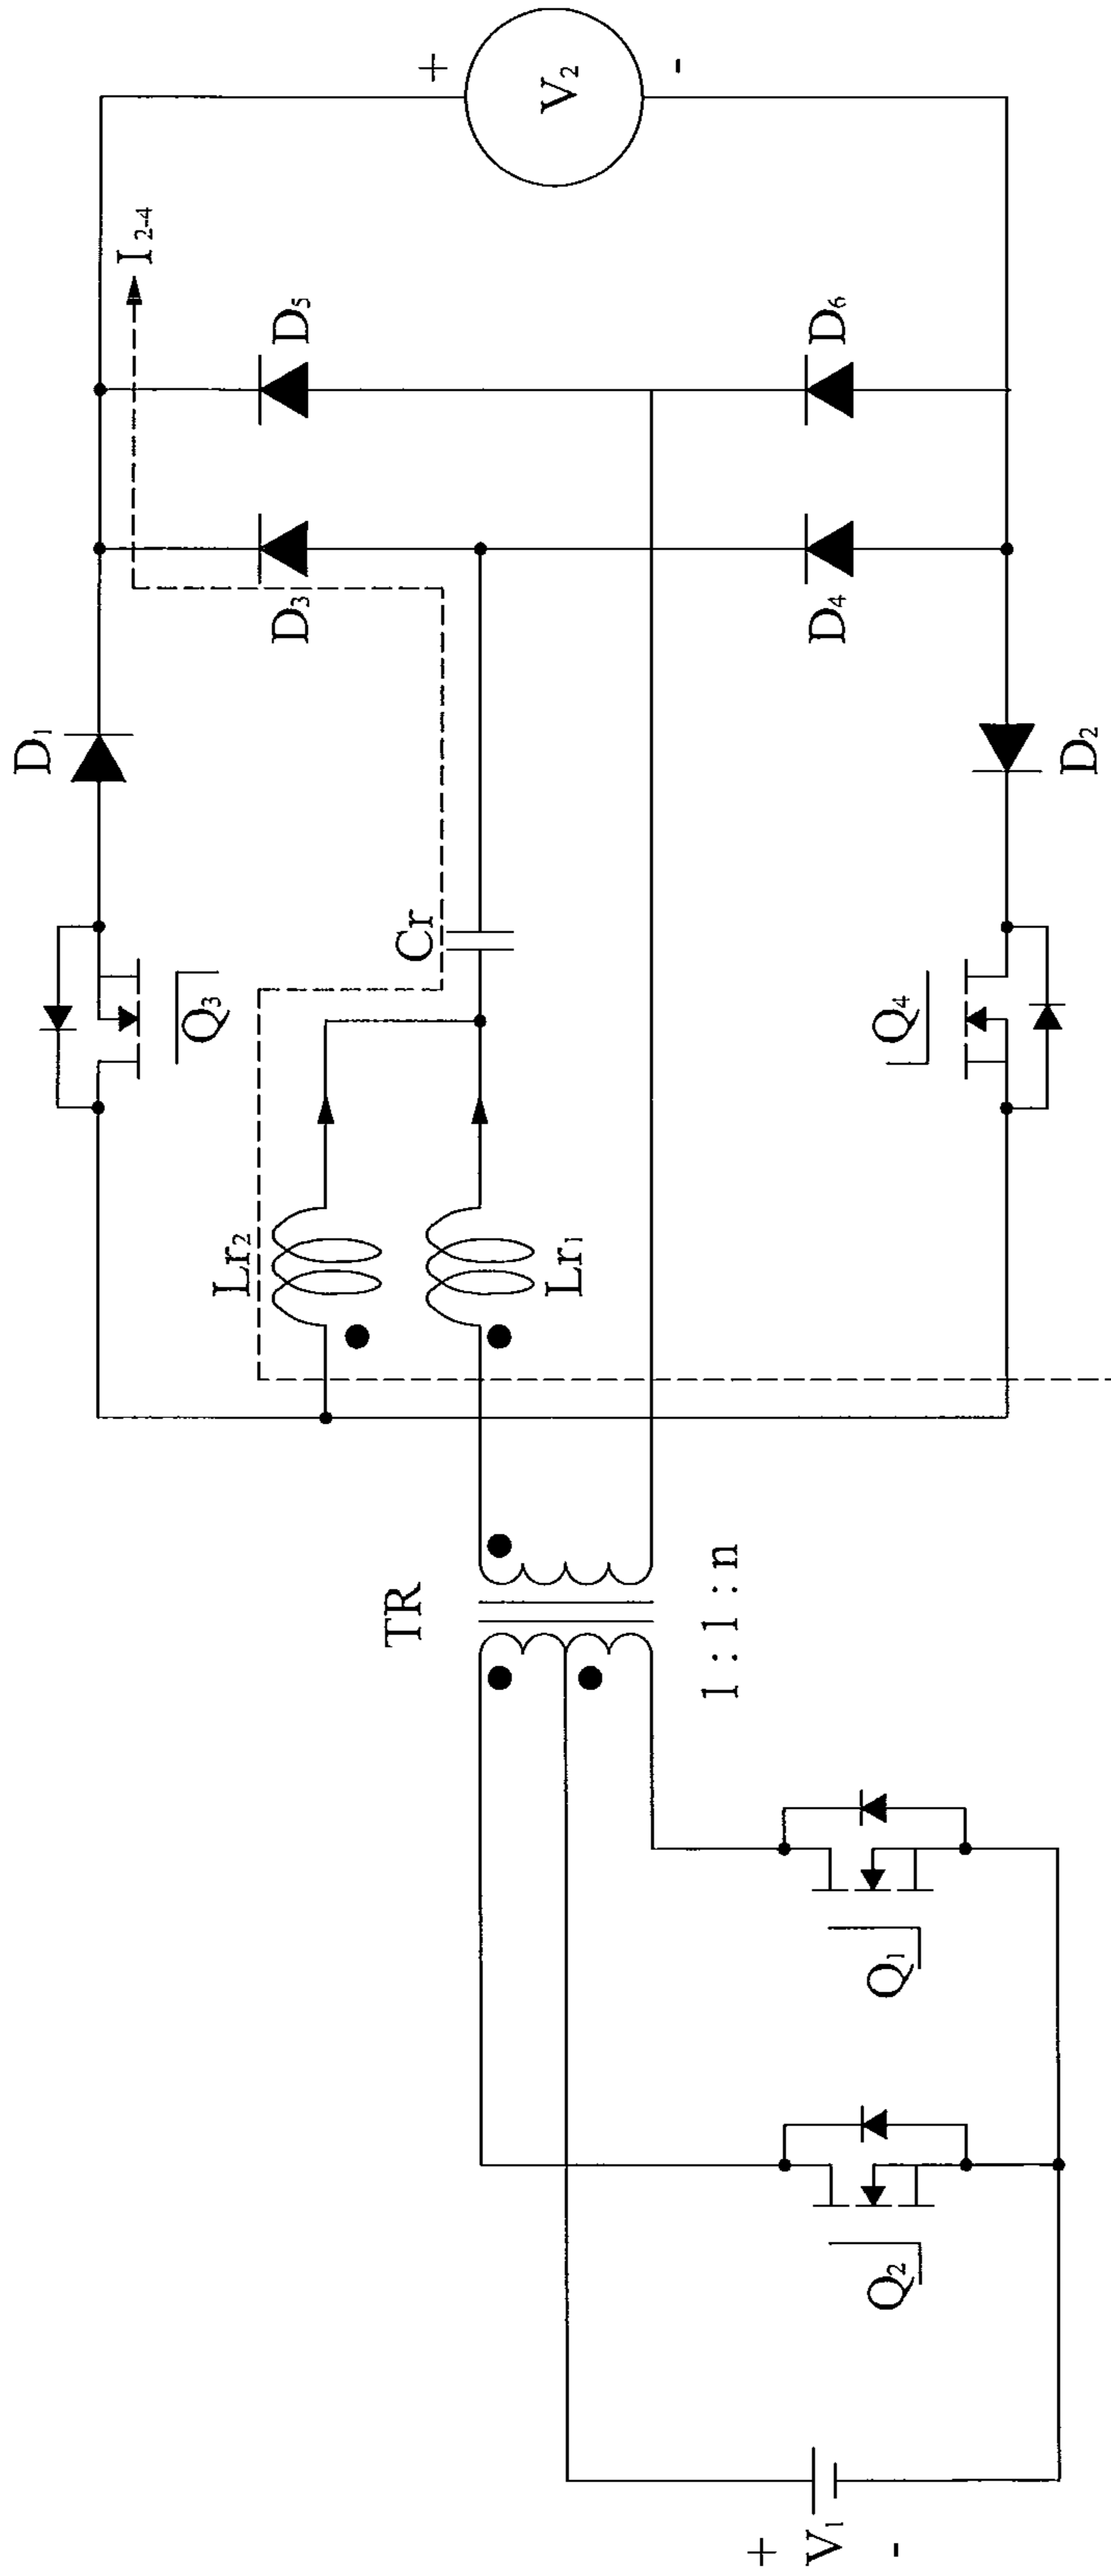 +
V₁
-
Q₂
Q₁
TR
1 : 1 : n
Lr₂
Lr₁
Cr
Q₃
Q₄
D₁
D₂
D₃
D₄
D₅
D₆
I₂₋₄
+
V₂
-